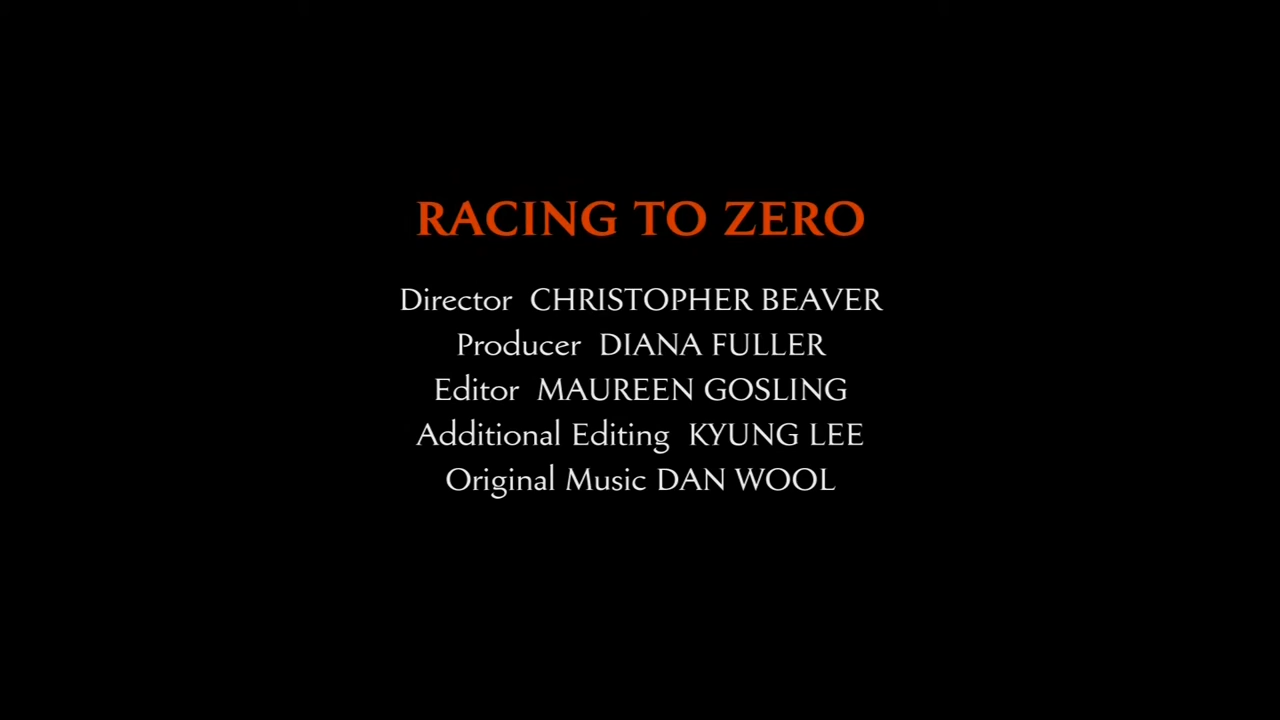 RACING TO ZERO
Director CHRISTOPHER BEAVER
Producer DIANA FULLER
Editor MAUREEN GOSLING
Additional Editing KYUNG LEE
Original Music DAN WOOL